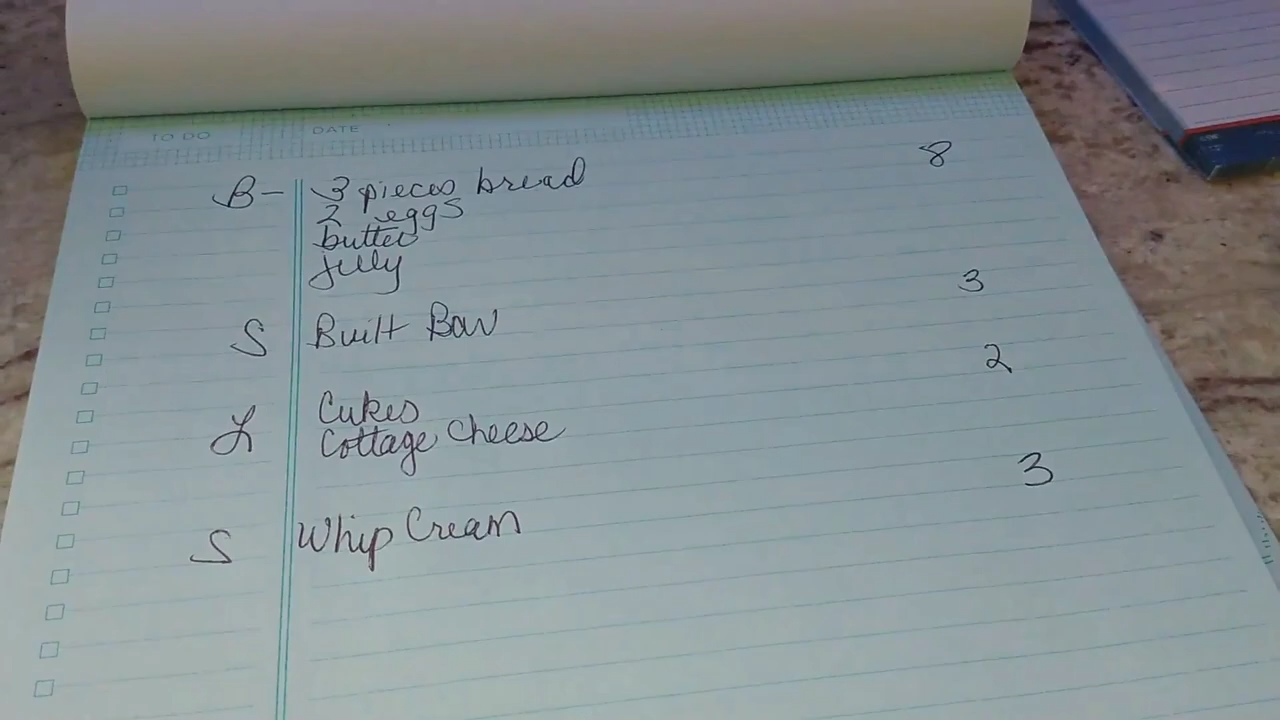 TO DO DATE
B- 3 pieces bread 8
2 eggs
butter
jelly
S Built Bar 3
L Cukes 2
Cottage Cheese
S Whip Cream 3